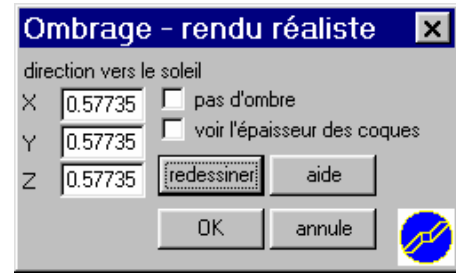 Ombrage - rendu réaliste
direction vers le soleil
X 0.57735
pas d'ombre
Y 0.57735
voir l'épaisseur des coques
Z 0.57735
redessiner
aide
OK
annule